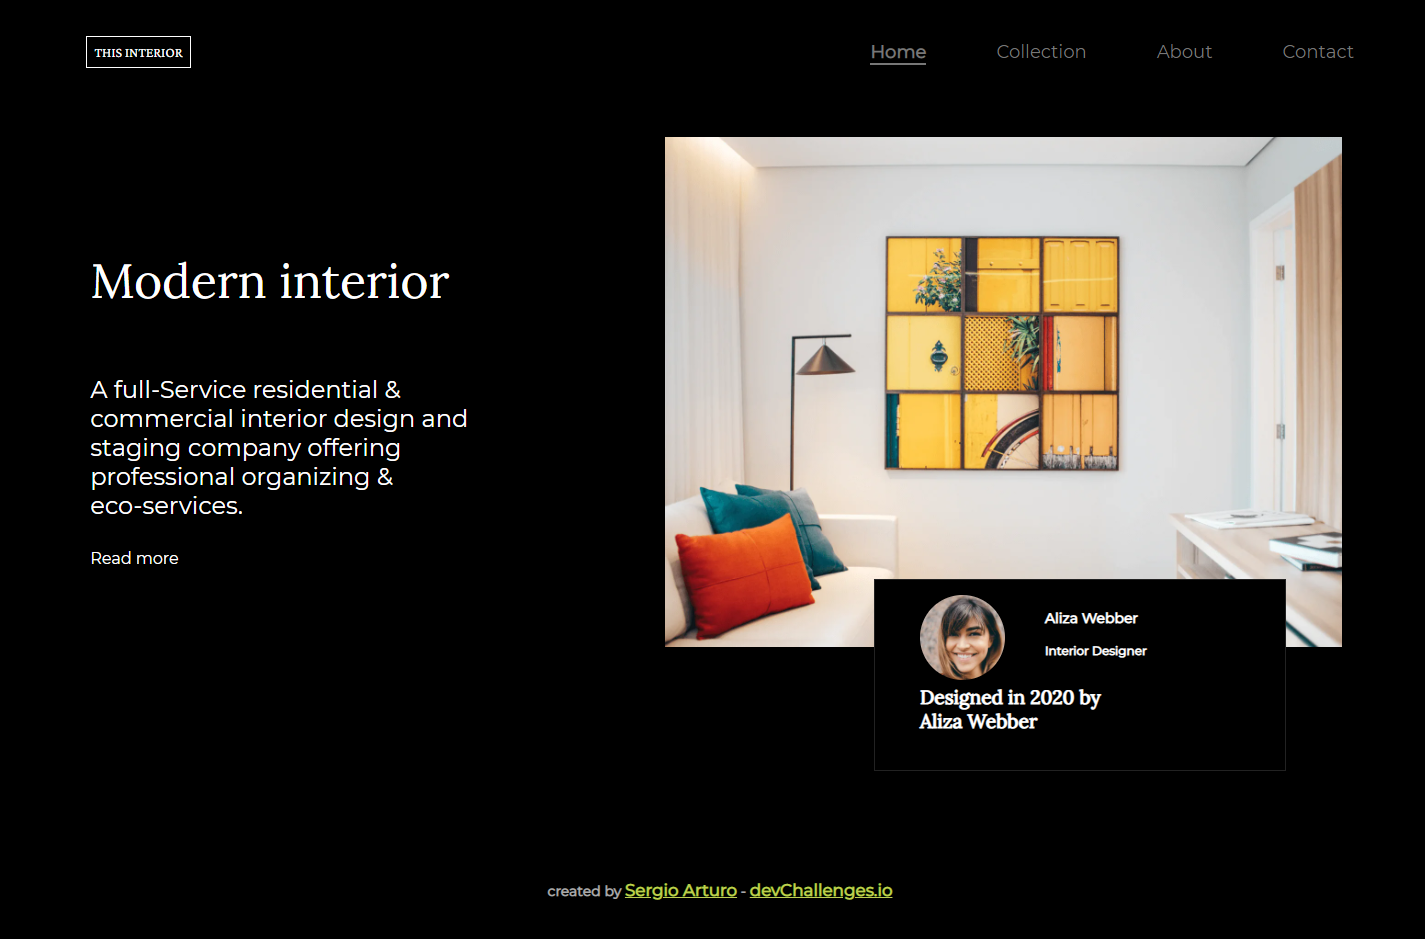 THIS INTERIOR
Home
Collection
About
Contact
Modern interior
A full-Service residential &
commercial interior design and
staging company offering
professional organizing &
eco-services.
Read more
Aliza Webber
Interior Designer
Designed in 2020 by
Aliza Webber
created by Sergio Arturo - devChallenges.io